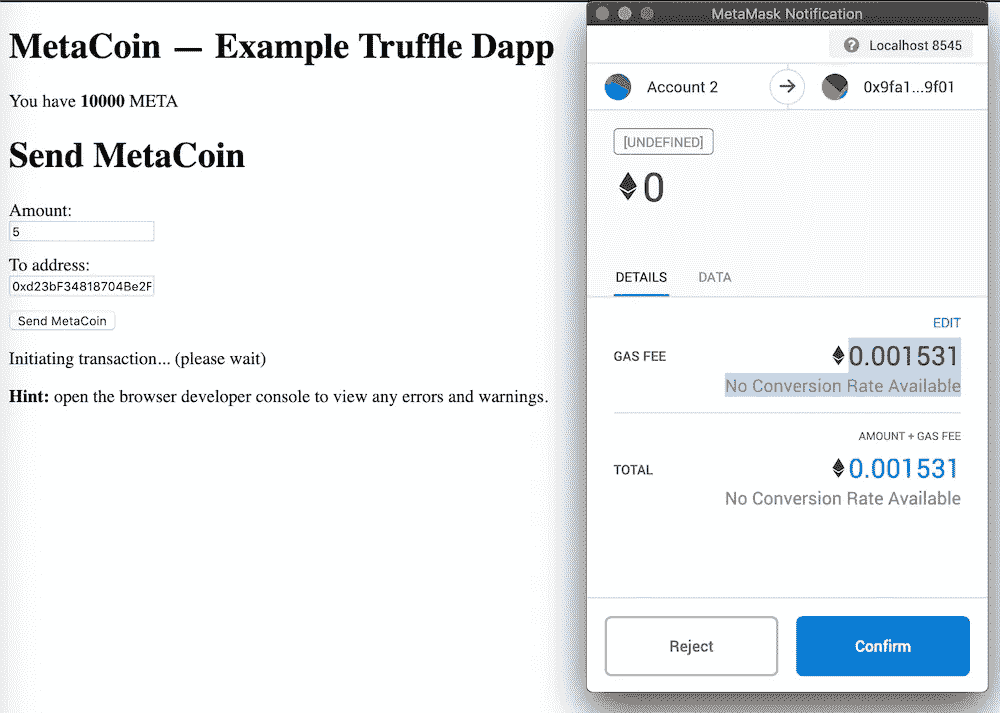 MetaCoin — Example Truffle Dapp
You have 10000 META
Send MetaCoin
Amount:
5
To address:
0xd23bF34818704Be2F
Send MetaCoin
Initiating transaction... (please wait)
Hint: open the browser developer console to view any errors and warnings.
MetaMask Notification
? Localhost 8545
Account 2
0x9fa1...9f01
[UNDEFINED]
0
DETAILS DATA
EDIT
GAS FEE 0.001531
No Conversion Rate Available
AMOUNT + GAS FEE
TOTAL 0.001531
No Conversion Rate Available
Reject Confirm